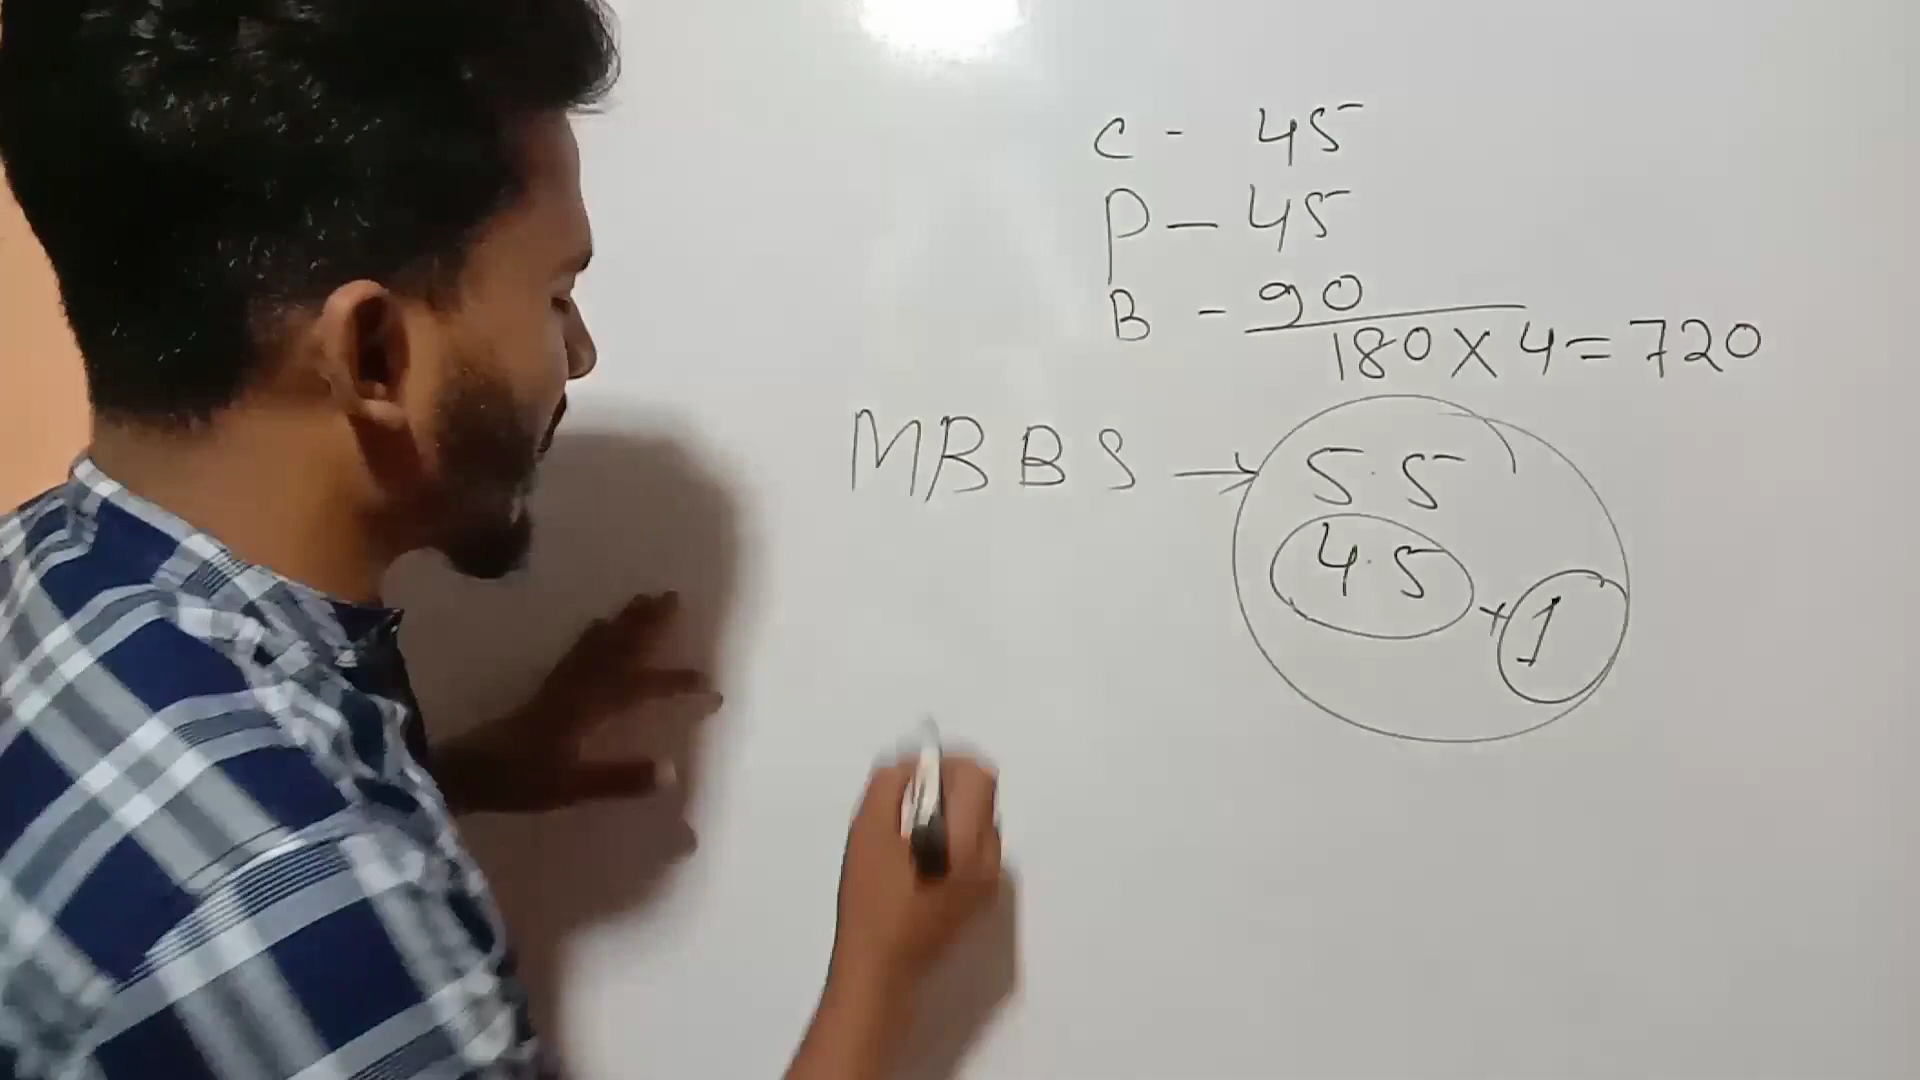 C - 45
P - 45
B - 90
180 X 4 = 720
MBBS → 5.5
4.5 + 1